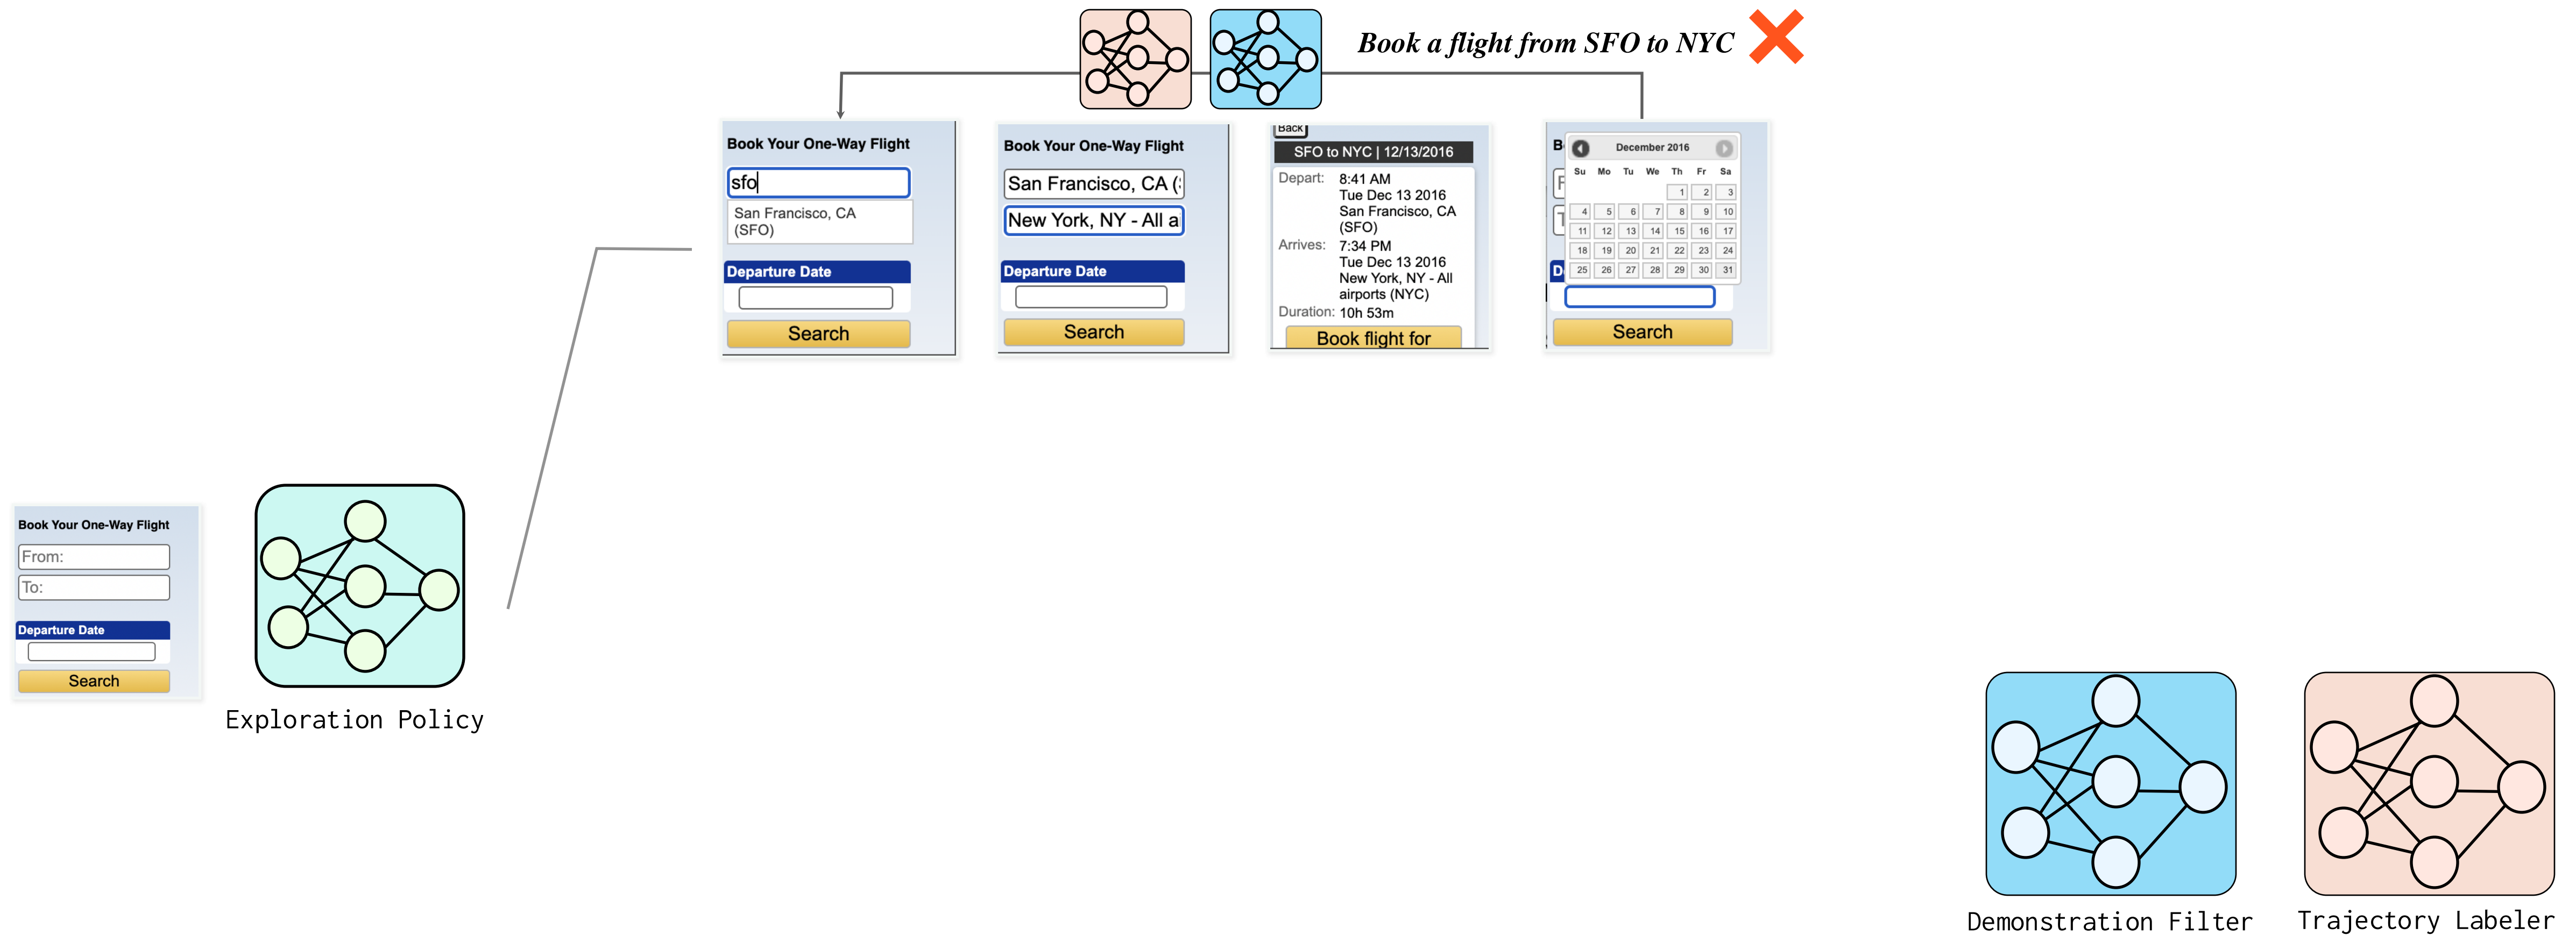 Book a flight from SFO to NYC
Book Your One-Way Flight
sfo
San Francisco, CA
(SFO)
Departure Date
Search
Book Your One-Way Flight
San Francisco, CA (
New York, NY - All a
Departure Date
Search
Back
SFO to NYC | 12/13/2016
Depart: 8:41 AM
Tue Dec 13 2016
San Francisco, CA
(SFO)
Arrives: 7:34 PM
Tue Dec 13 2016
New York, NY - All
airports (NYC)
Duration: 10h 53m
Book flight for
B
December 2016
Su Mo Tu We Th Fr Sa
1 2 3
4 5 6 7 8 9 10
11 12 13 14 15 16 17
18 19 20 21 22 23 24
25 26 27 28 29 30 31
D
Search
Book Your One-Way Flight
From:
To:
Departure Date
Search
Exploration Policy
Demonstration Filter
Trajectory Labeler